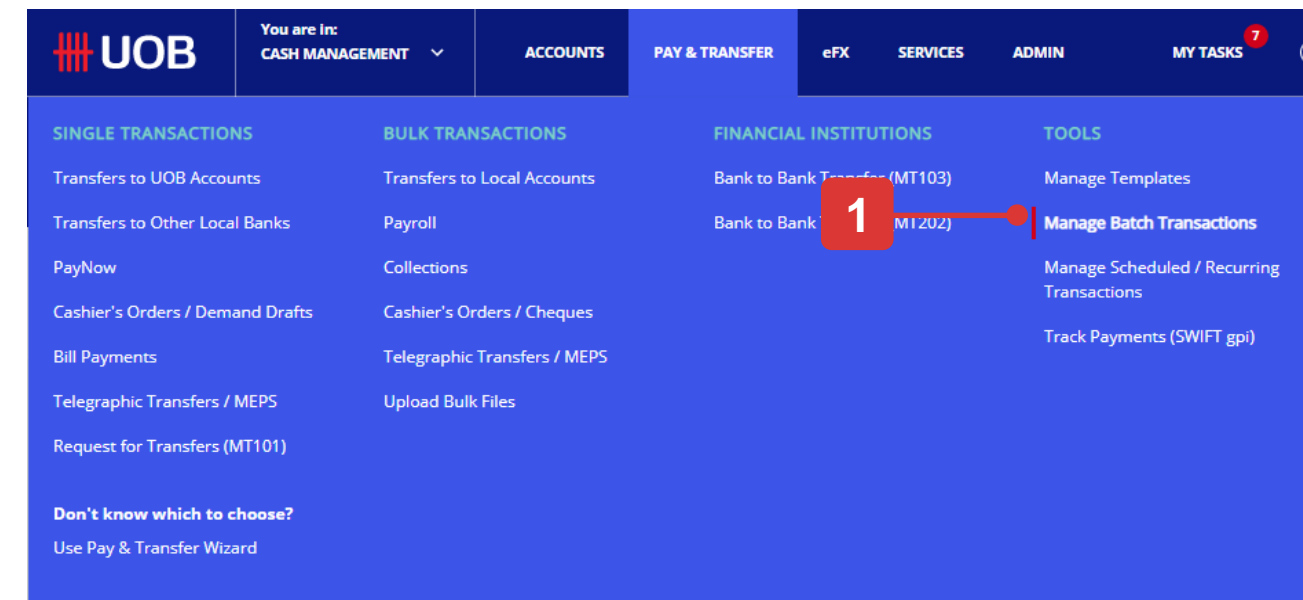 UOB
You are in:
CASH MANAGEMENT
ACCOUNTS
PAY & TRANSFER
eFX
SERVICES
ADMIN
MY TASKS
7
SINGLE TRANSACTIONS
Transfers to UOB Accounts
Transfers to Other Local Banks
PayNow
Cashier's Orders / Demand Drafts
Bill Payments
Telegraphic Transfers / MEPS
Request for Transfers (MT101)
Don't know which to choose?
Use Pay & Transfer Wizard
BULK TRANSACTIONS
Transfers to Local Accounts
Payroll
Collections
Cashier's Orders / Cheques
Telegraphic Transfers / MEPS
Upload Bulk Files
FINANCIAL INSTITUTIONS
Bank to Bank Transfer (MT103)
Bank to Bank (MT202)
1
TOOLS
Manage Templates
Manage Batch Transactions
Manage Scheduled / Recurring
Transactions
Track Payments (SWIFT gpi)